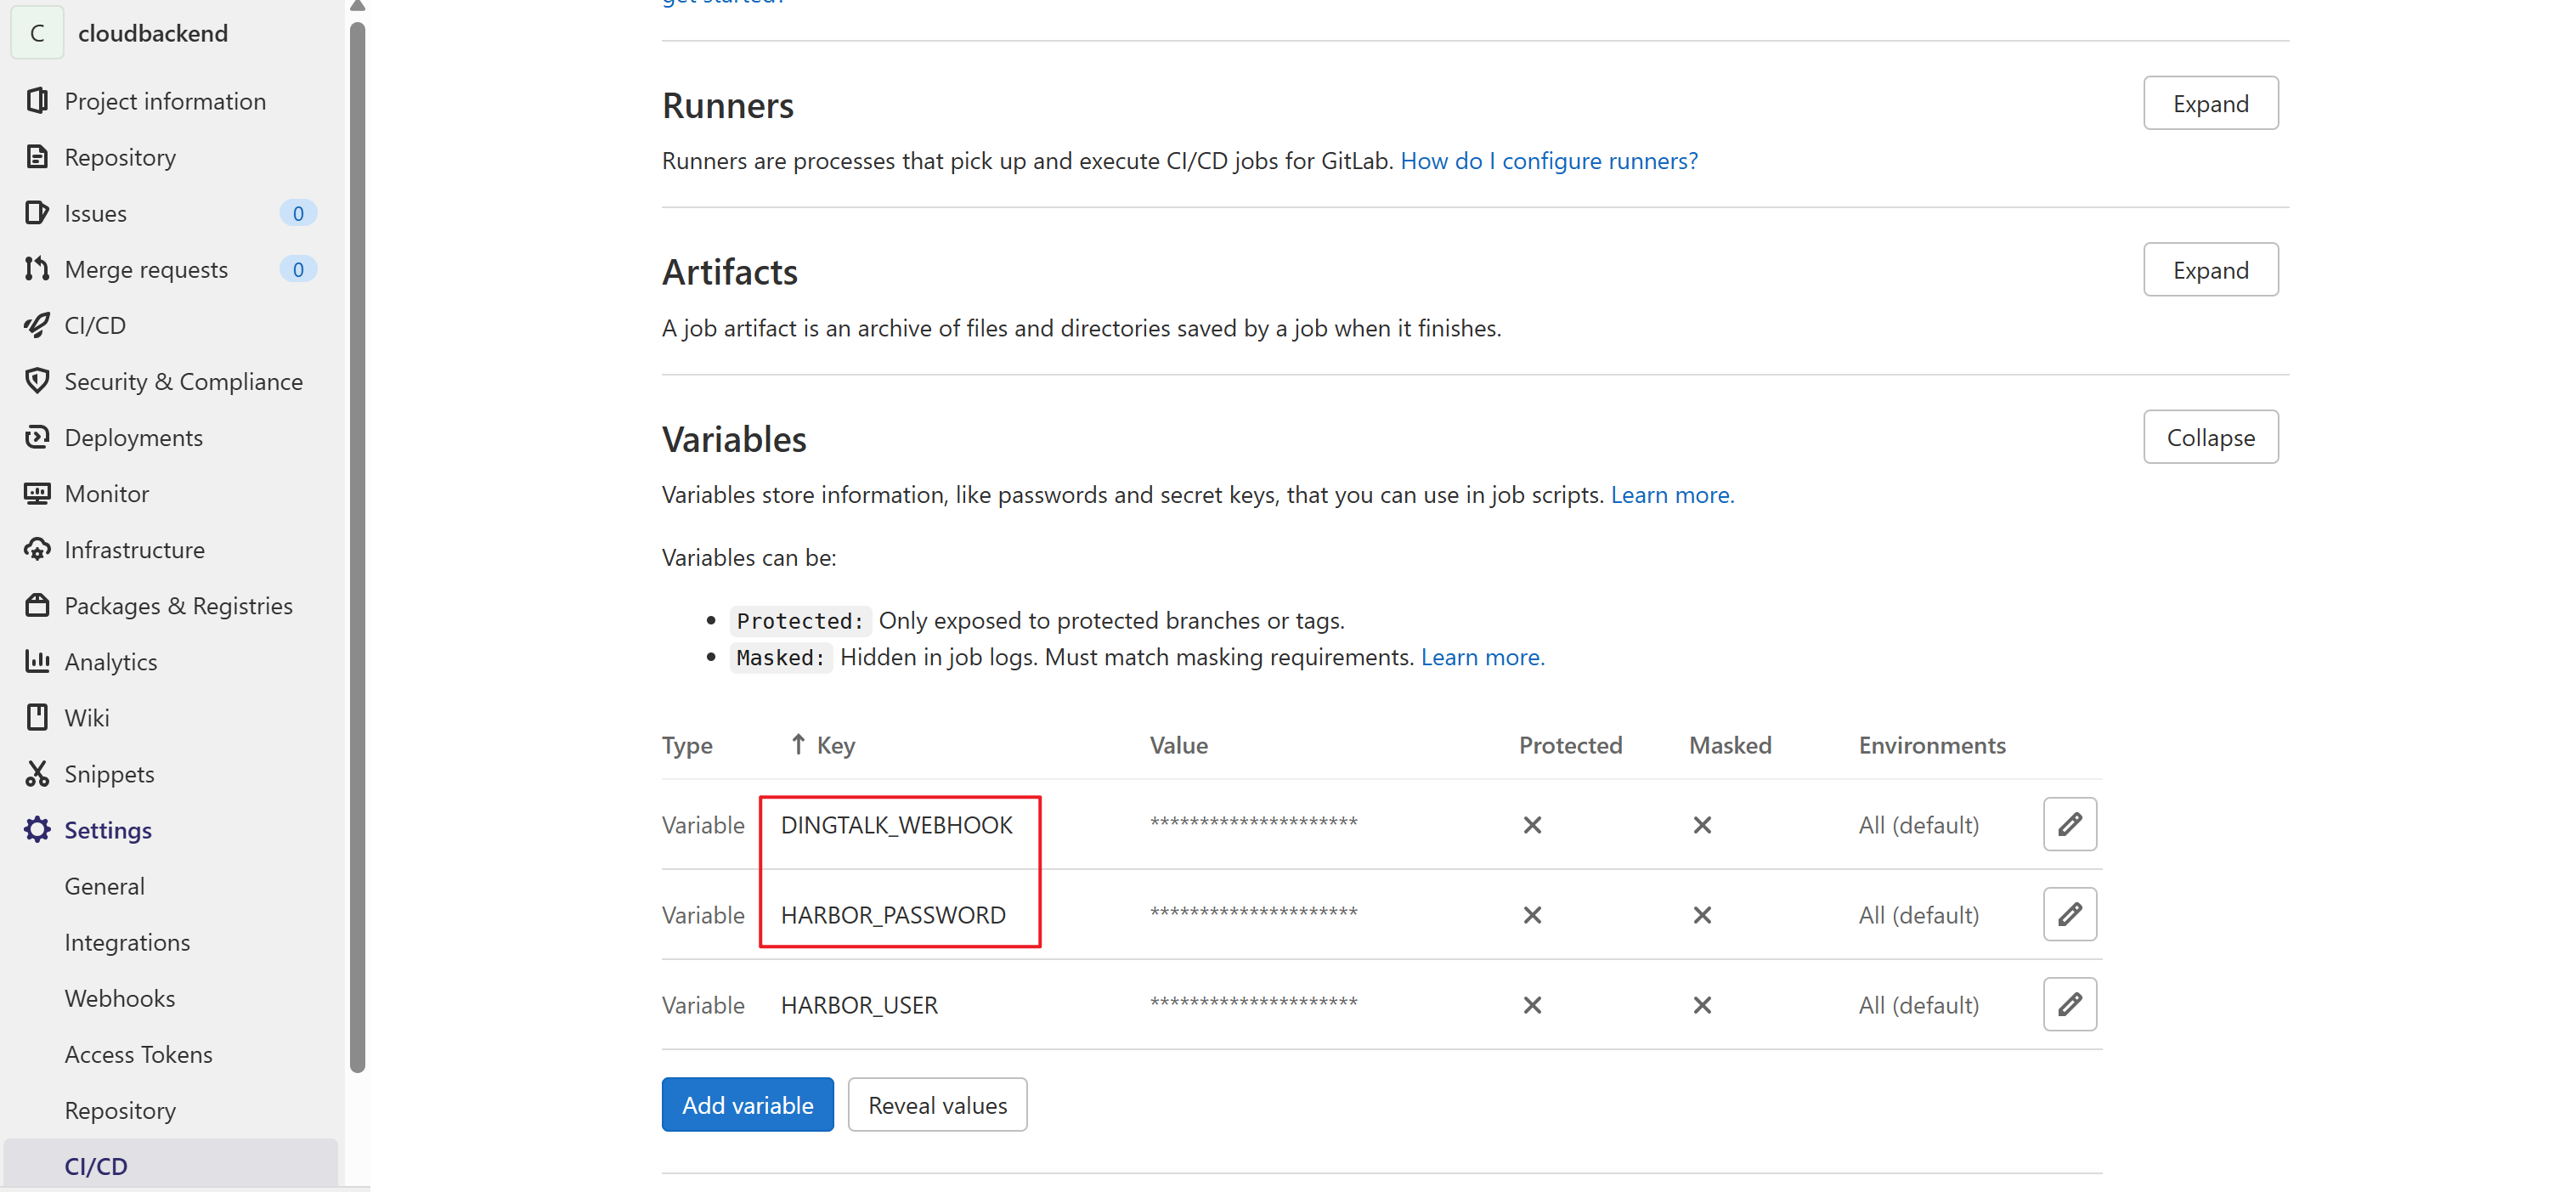 C cloudbackend
Project information
Repository
Issues 0
Merge requests 0
CI/CD
Security & Compliance
Deployments
Monitor
Infrastructure
Packages & Registries
Analytics
Wiki
Snippets
Settings
General
Integrations
Webhooks
Access Tokens
Repository
CI/CD
get started?
Runners
Expand
Runners are processes that pick up and execute CI/CD jobs for GitLab. How do I configure runners?
Artifacts
Expand
A job artifact is an archive of files and directories saved by a job when it finishes.
Variables
Collapse
Variables store information, like passwords and secret keys, that you can use in job scripts. Learn more.
Variables can be:
• Protected: Only exposed to protected branches or tags.
• Masked: Hidden in job logs. Must match masking requirements. Learn more.
Type ↑ Key Value Protected Masked Environments
Variable DINGTALK_WEBHOOK ********************* All (default)
Variable HARBOR_PASSWORD ********************* All (default)
Variable HARBOR_USER ********************* All (default)
Add variable Reveal values